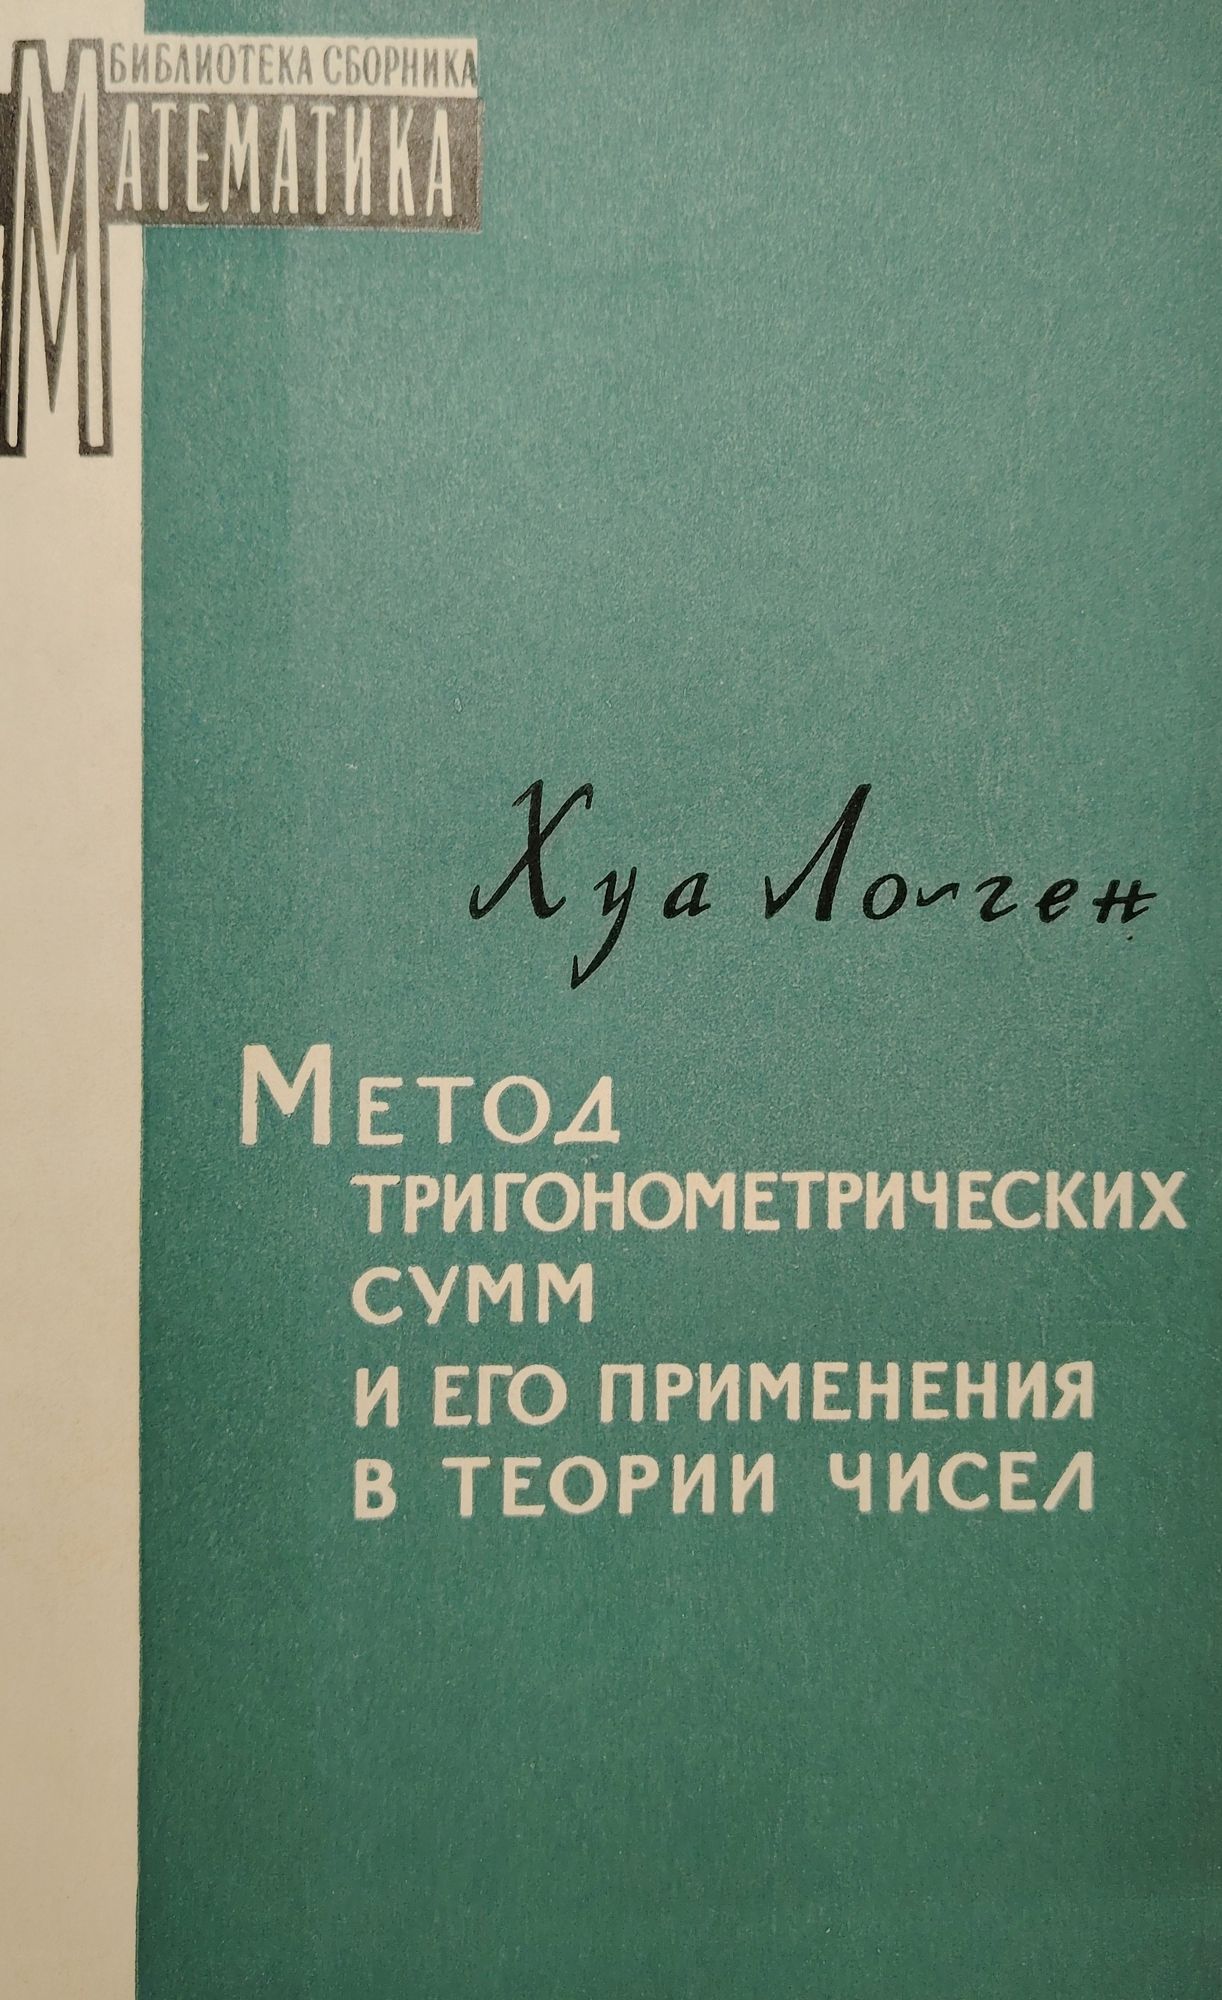 БИБЛИОТЕКА СБОРНИКА
МАТЕМАТИКА
Хуа Ло-ген
МЕТОД
ТРИГОНОМЕТРИЧЕСКИХ
СУММ
И ЕГО ПРИМЕНЕНИЯ
В ТЕОРИИ ЧИСЕЛ